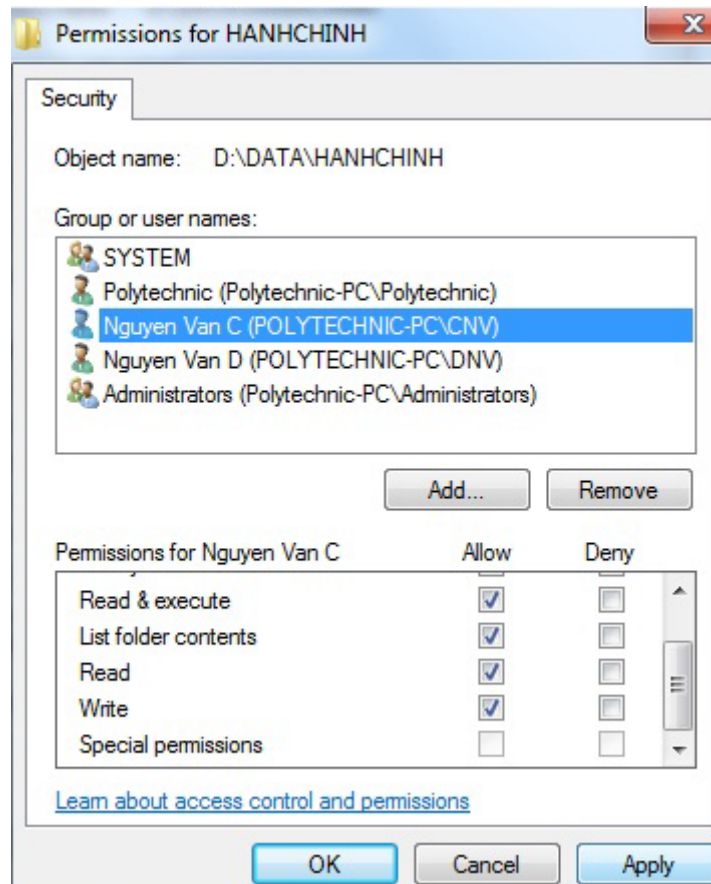 Permissions for HANHCHINH
Security
Object name: D:\DATA\HANHCHINH
Group or user names:
SYSTEM
Polytechnic (Polytechnic-PC\Polytechnic)
Nguyen Van C (POLYTECHNIC-PC\CNV)
Nguyen Van D (POLYTECHNIC-PC\DNV)
Administrators (Polytechnic-PC\Administrators)
Add... Remove
Permissions for Nguyen Van C Allow Deny
Read & execute
List folder contents
Read
Write
Special permissions
Learn about access control and permissions
OK Cancel Apply